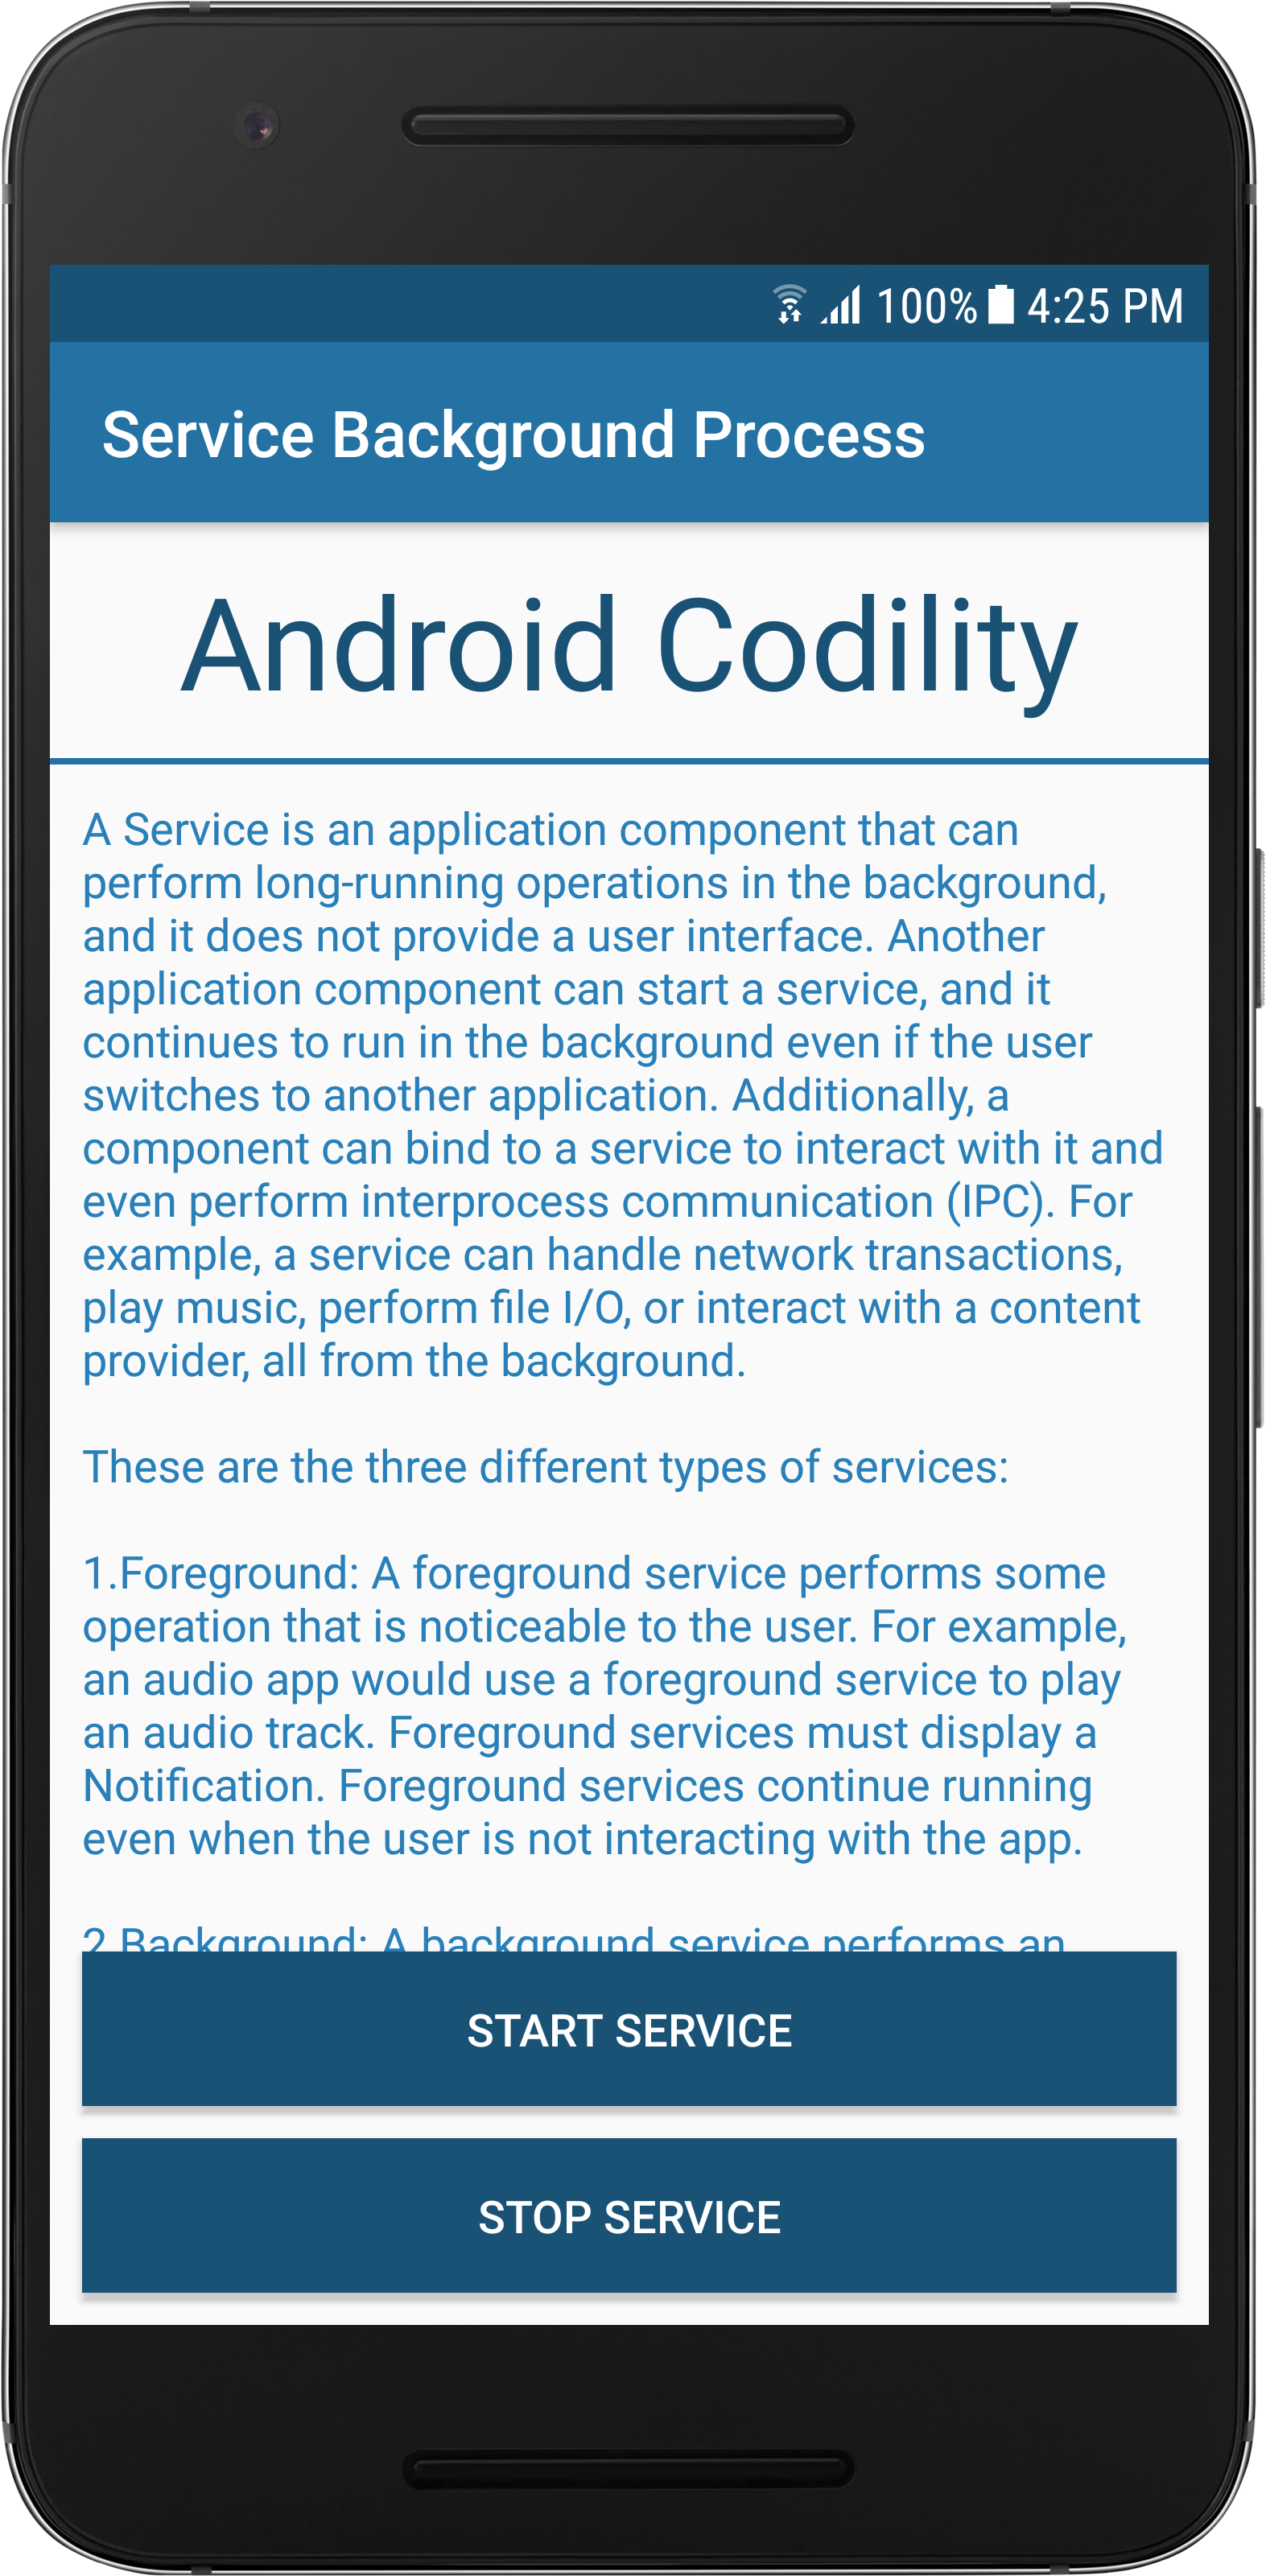 100% 4:25 PM
Service Background Process
Android Codility
A Service is an application component that can
perform long-running operations in the background,
and it does not provide a user interface. Another
application component can start a service, and it
continues to run in the background even if the user
switches to another application. Additionally, a
component can bind to a service to interact with it and
even perform interprocess communication (IPC). For
example, a service can handle network transactions,
play music, perform file I/O, or interact with a content
provider, all from the background.
These are the three different types of services:
1.Foreground: A foreground service performs some
operation that is noticeable to the user. For example,
an audio app would use a foreground service to play
an audio track. Foreground services must display a
Notification. Foreground services continue running
even when the user is not interacting with the app.
2.Background: A background service performs an
START SERVICE
STOP SERVICE